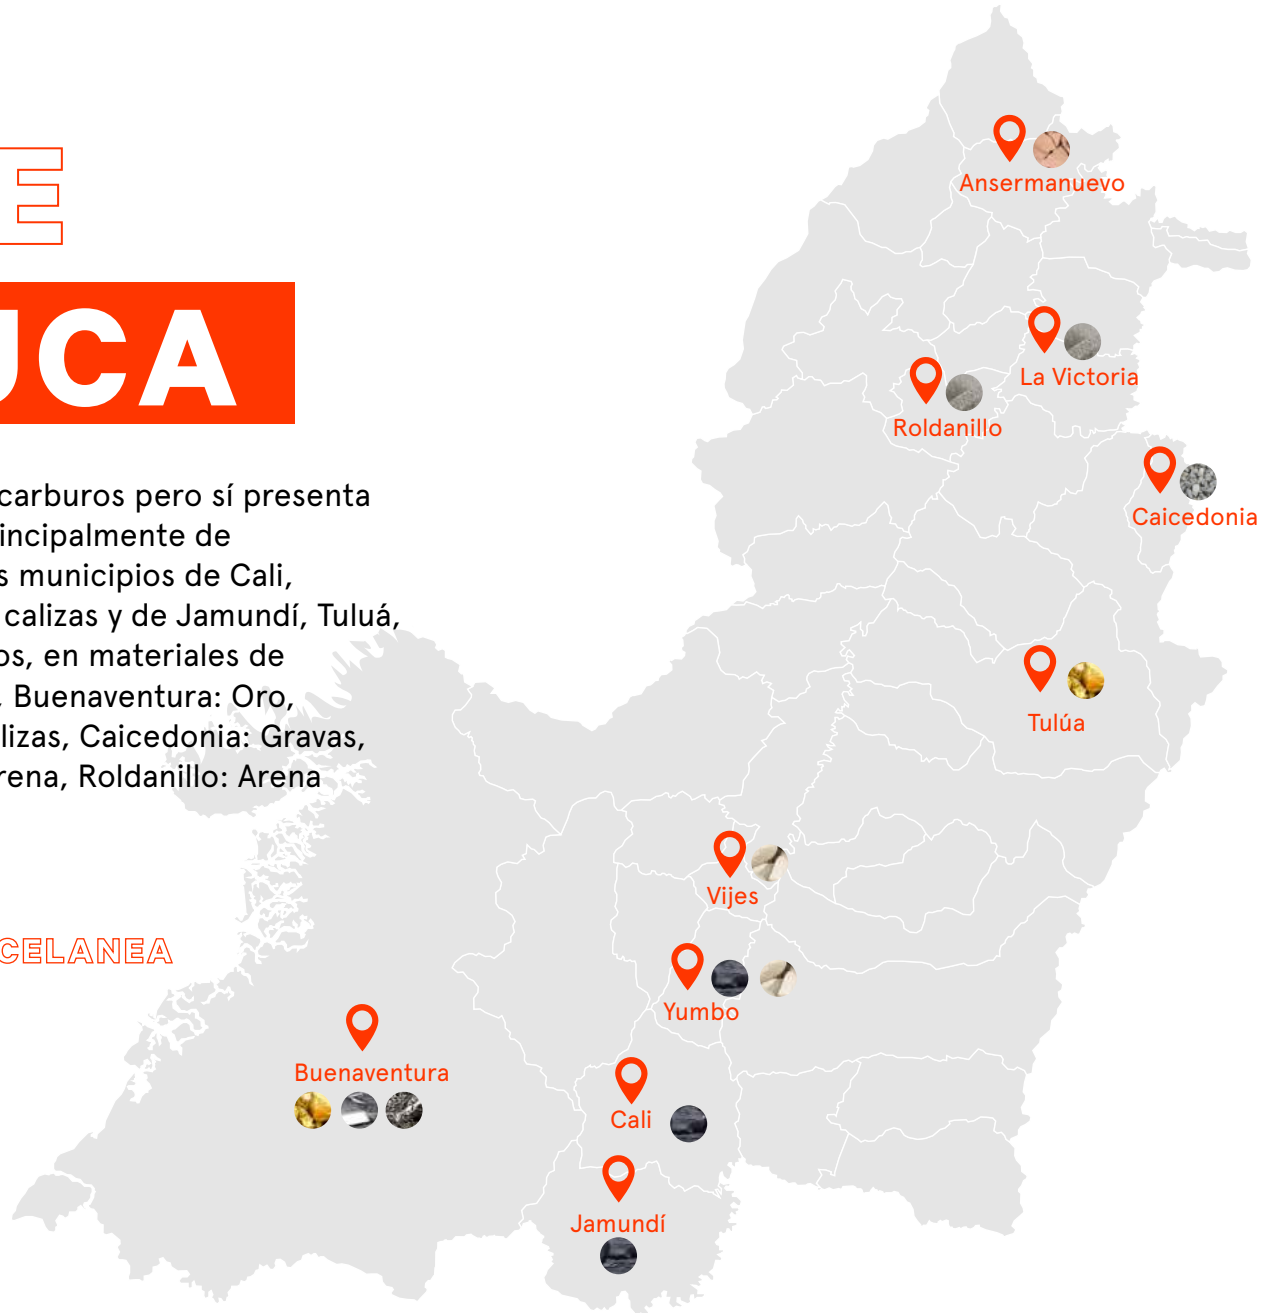 E
UCA
carburos pero sí presenta
incipalmente de
s municipios de Cali,
calizas y de Jamundí, Tuluá,
os, en materiales de
, Buenaventura: Oro,
lizas, Caicedonia: Gravas,
rena, Roldanillo: Arena
CELANEA
Ansermanuevo
La Victoria
Roldanillo
Caicedonia
Tulúa
Vijes
Yumbo
Buenaventura
Cali
Jamundí